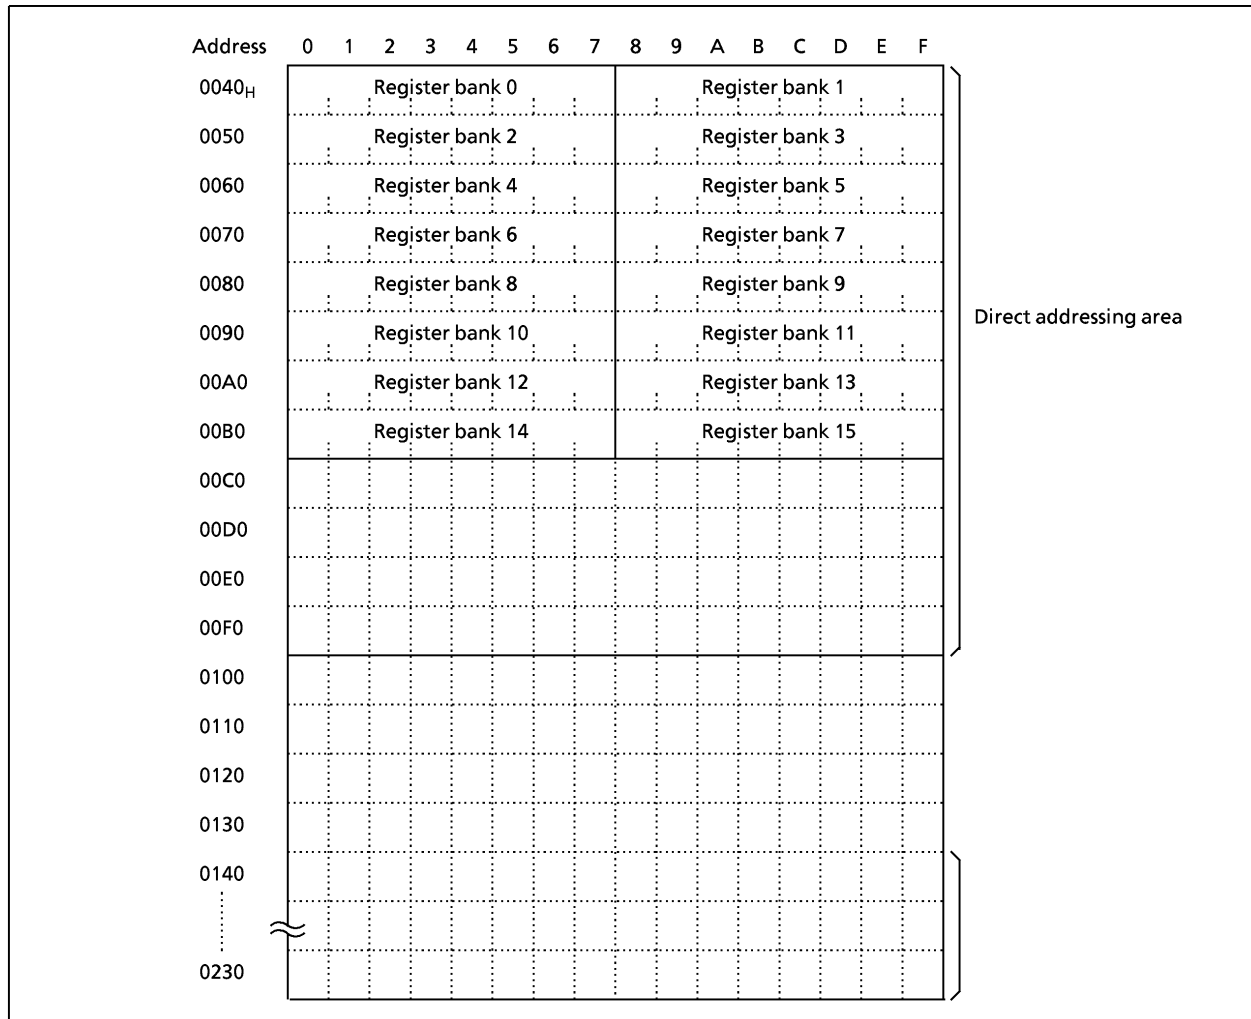 Address 0 1 2 3 4 5 6 7 8 9 A B C D E F
0040H Register bank 0 Register bank 1
0050 Register bank 2 Register bank 3
0060 Register bank 4 Register bank 5
0070 Register bank 6 Register bank 7
0080 Register bank 8 Register bank 9
Direct addressing area
0090 Register bank 10 Register bank 11
00A0 Register bank 12 Register bank 13
00B0 Register bank 14 Register bank 15
00C0
00D0
00E0
00F0
0100
0110
0120
0130
0140
0230